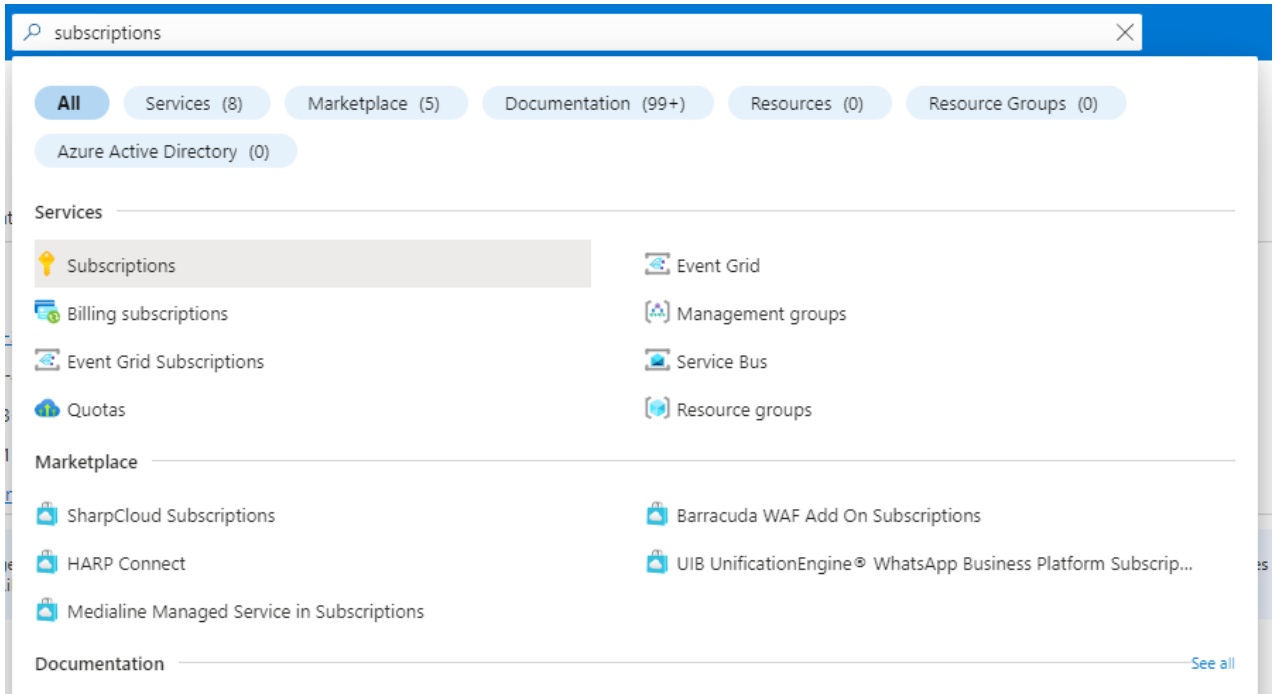 subscriptions
All Services (8) Marketplace (5) Documentation (99+) Resources (0) Resource Groups (0)
Azure Active Directory (0)
Services
Subscriptions Event Grid
Billing subscriptions Management groups
Event Grid Subscriptions Service Bus
Quotas Resource groups
Marketplace
SharpCloud Subscriptions Barracuda WAF Add On Subscriptions
HARP Connect UIB UnificationEngine® WhatsApp Business Platform Subscrip...
Medialine Managed Service in Subscriptions
Documentation See all